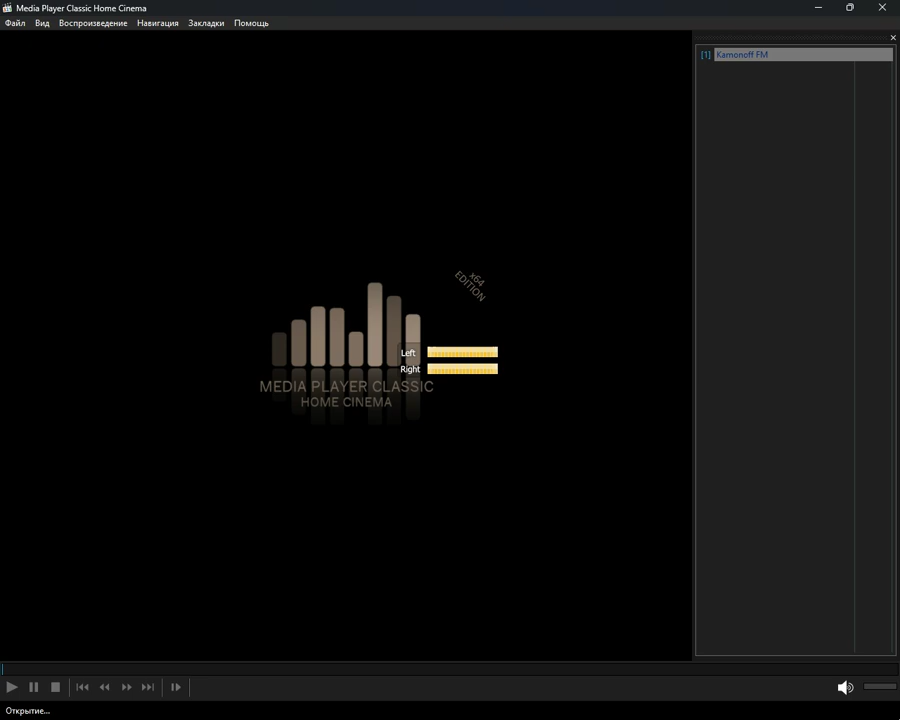 Media Player Classic Home Cinema
Файл Вид Воспроизведение Навигация Закладки Помощь
[1] Kamonoff FM
x64
EDITION
Left
Right
MEDIA PLAYER CLASSIC
HOME CINEMA
Открытие...